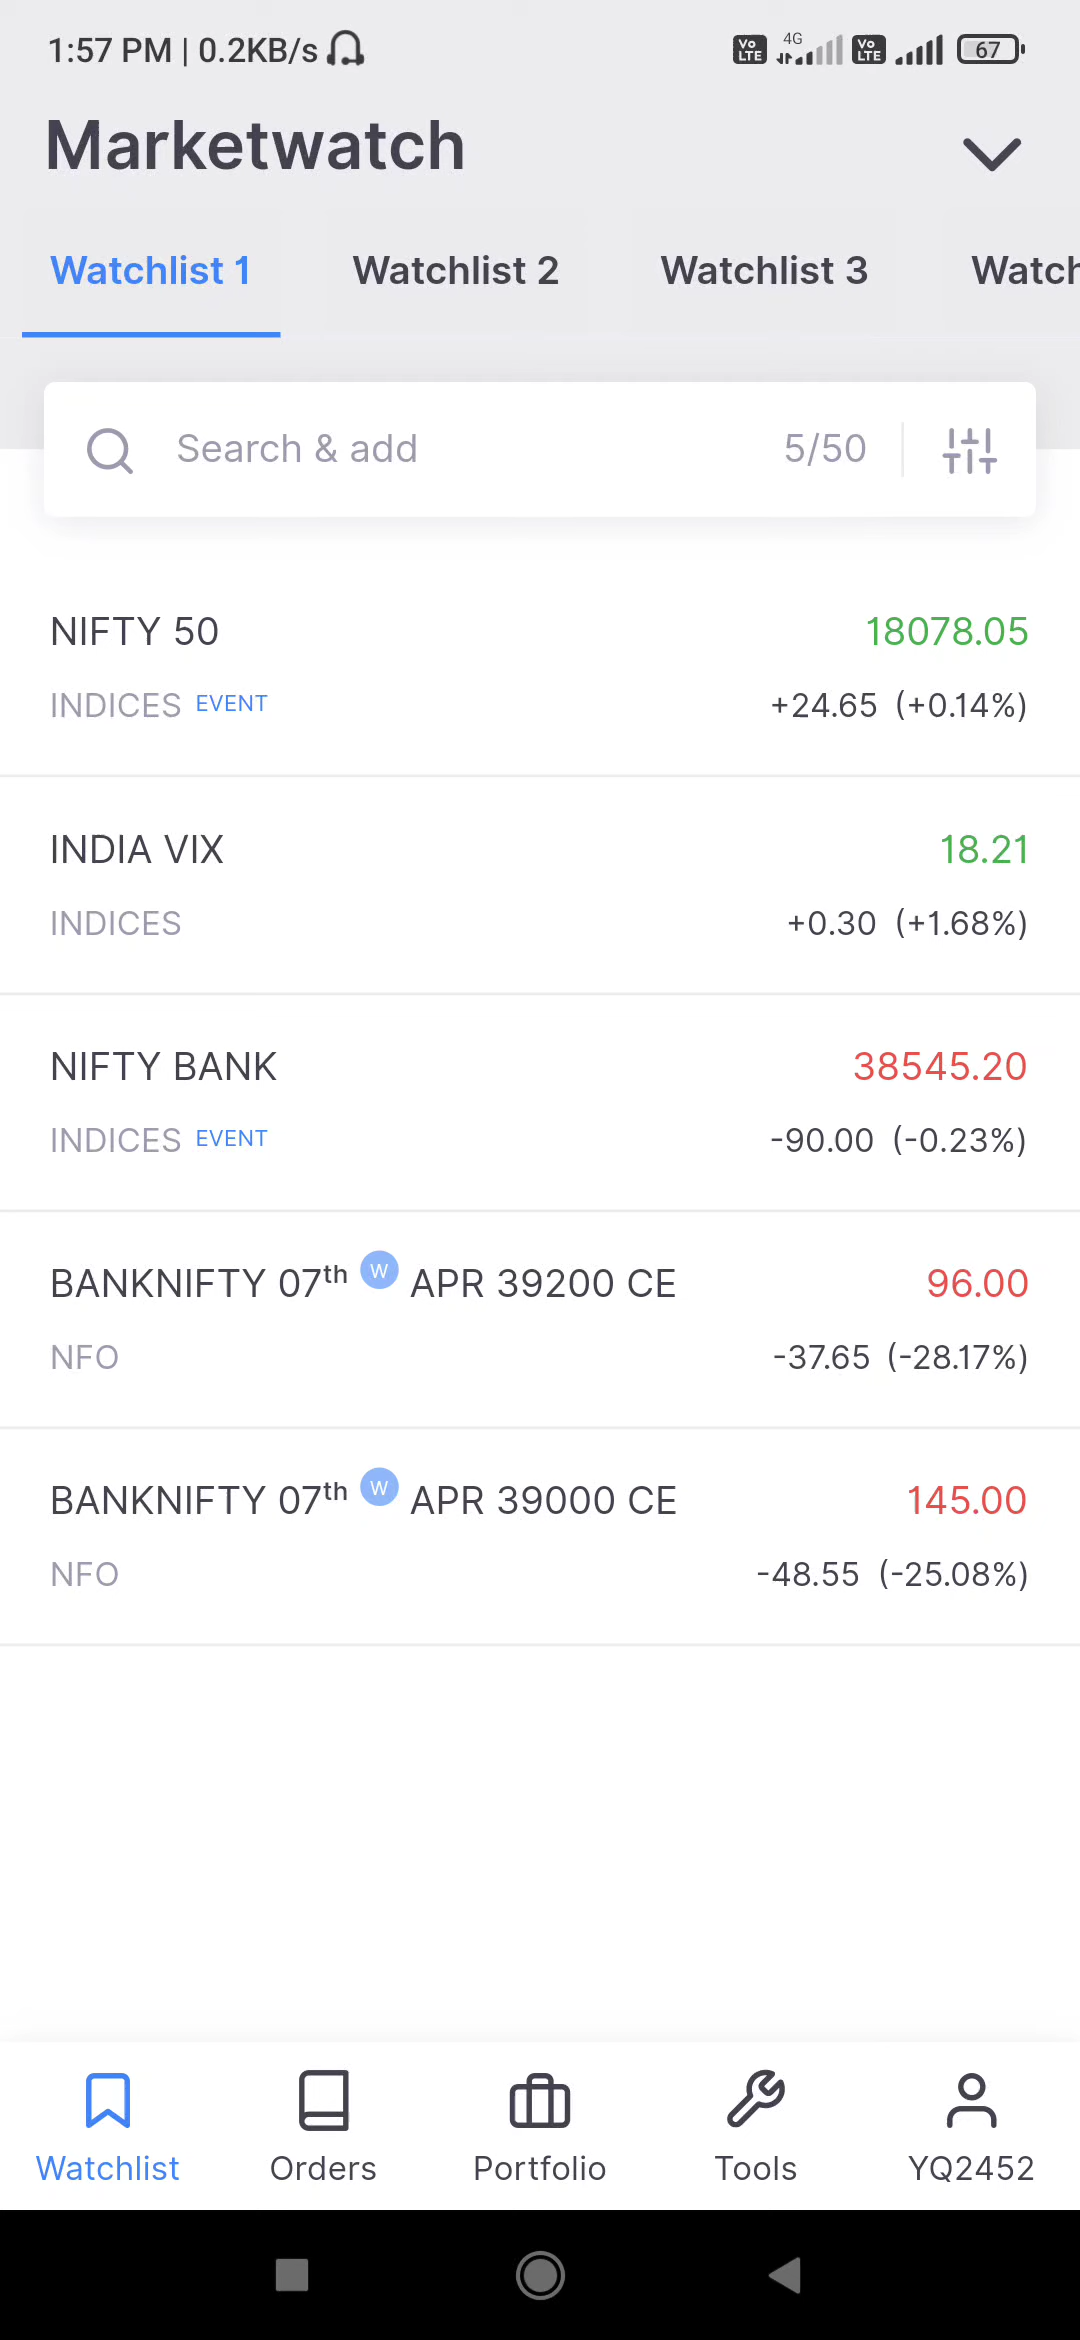 1:57 PM | 0.2KB/s Vo LTE 4G Vo LTE 67
Marketwatch
Watchlist 1 Watchlist 2 Watchlist 3 Watch
Search & add 5/50
NIFTY 50 18078.05
INDICES EVENT +24.65 (+0.14%)
INDIA VIX 18.21
INDICES +0.30 (+1.68%)
NIFTY BANK 38545.20
INDICES EVENT -90.00 (-0.23%)
BANKNIFTY 07th W APR 39200 CE 96.00
NFO -37.65 (-28.17%)
BANKNIFTY 07th W APR 39000 CE 145.00
NFO -48.55 (-25.08%)
Watchlist Orders Portfolio Tools YQ2452